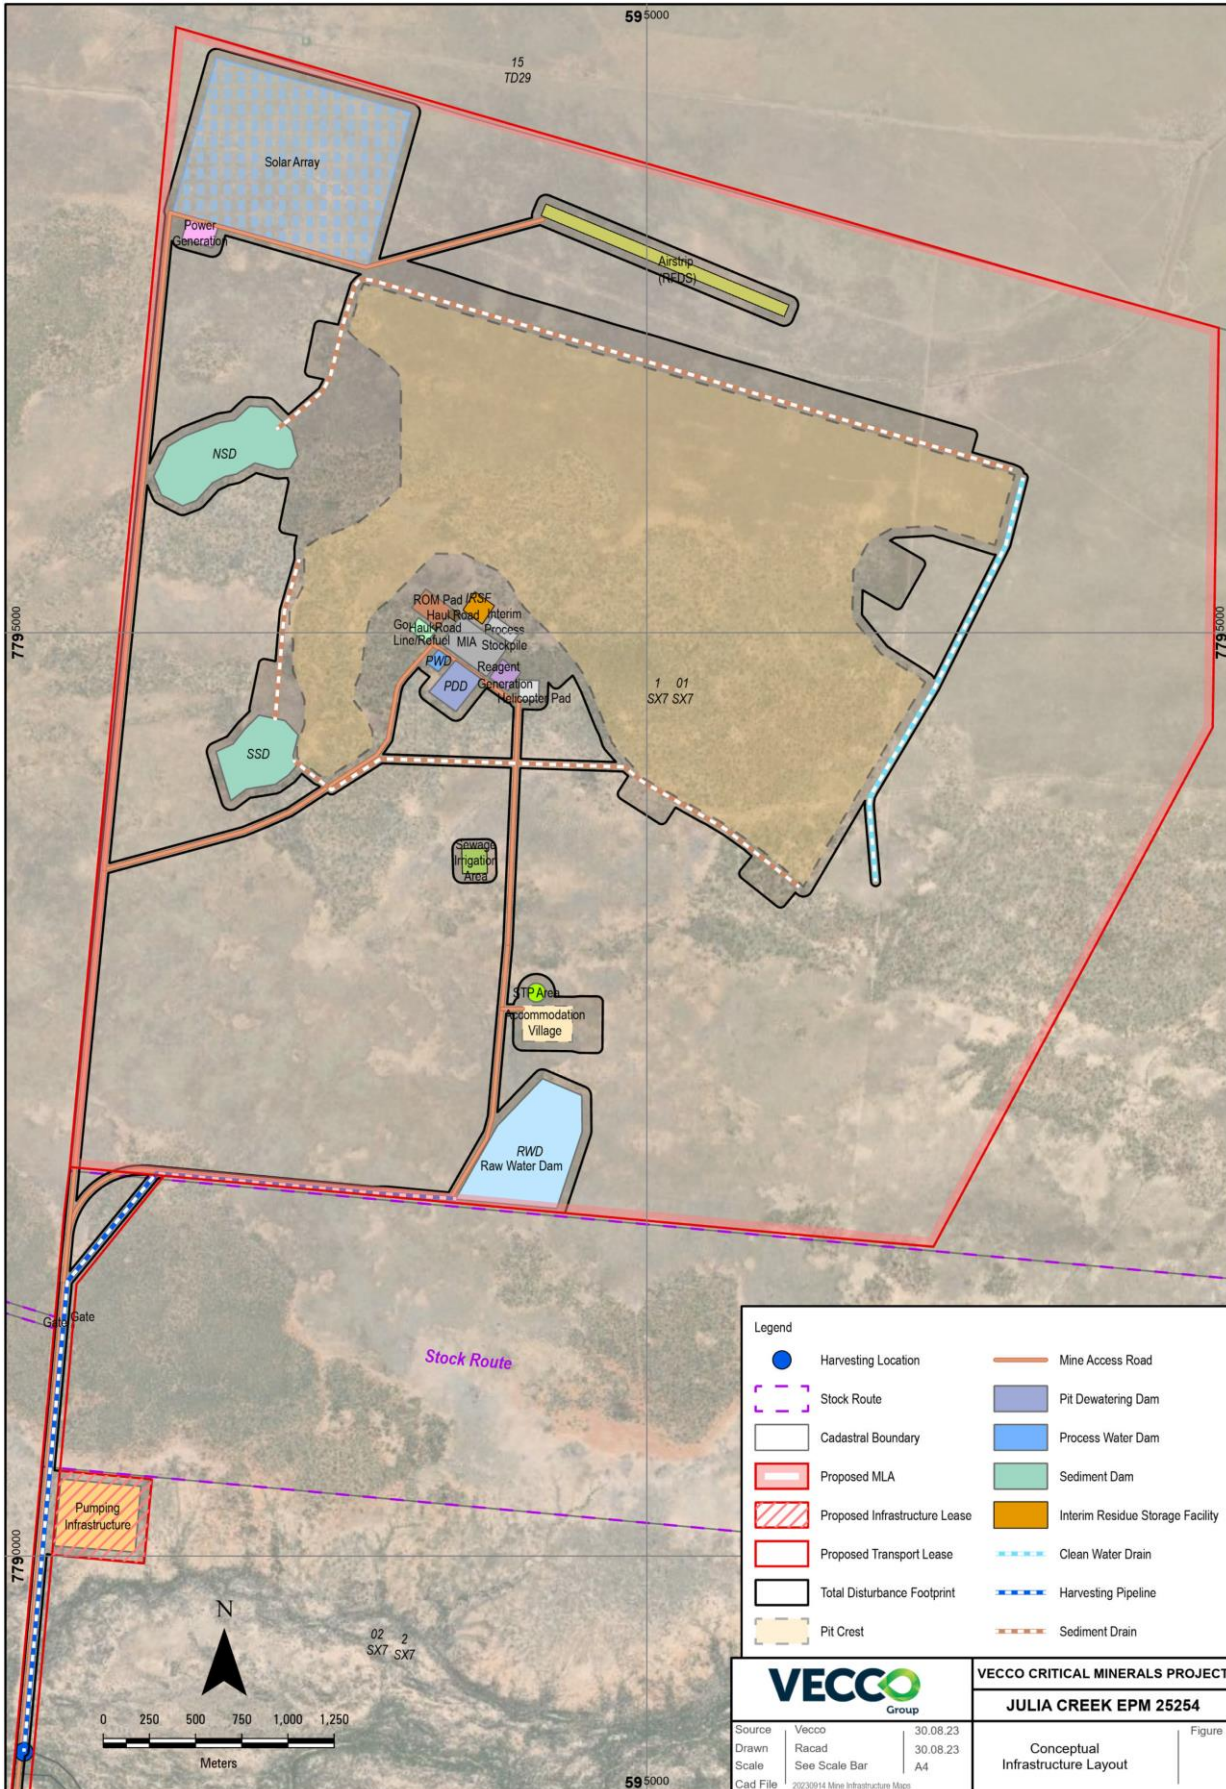 595000
15
TD29
Solar Array
Power
Generation
Airstrip
(RFDS)
NSD
ROM Pad
IRSF
Haul Road
Interim
Process
Stockpile
Go
Haul Road
Line/Refuel
MIA
PWD
PDD
Reagent
Generation
Helicopter Pad
7795000
7795000
1 01
SX7 SX7
SSD
Sewage
Irrigation
Area
STP Area
Accommodation
Village
RWD
Raw Water Dam
Gate
Gate
Stock Route
Pumping
Infrastructure
7790000
02 2
SX7 SX7
N
0 250 500 750 1,000 1,250
Meters
595000
Legend
Harvesting Location
Stock Route
Cadastral Boundary
Proposed MLA
Proposed Infrastructure Lease
Proposed Transport Lease
Total Disturbance Footprint
Pit Crest
Mine Access Road
Pit Dewatering Dam
Process Water Dam
Sediment Dam
Interim Residue Storage Facility
Clean Water Drain
Harvesting Pipeline
Sediment Drain
VECCO
Group
VECCO CRITICAL MINERALS PROJECT
JULIA CREEK EPM 25254
Source Vecco 30.08.23
Drawn Racad 30.08.23
Scale See Scale Bar A4
Cad File 20230914 Mine Infrastructure Maps
Conceptual
Infrastructure Layout
Figure